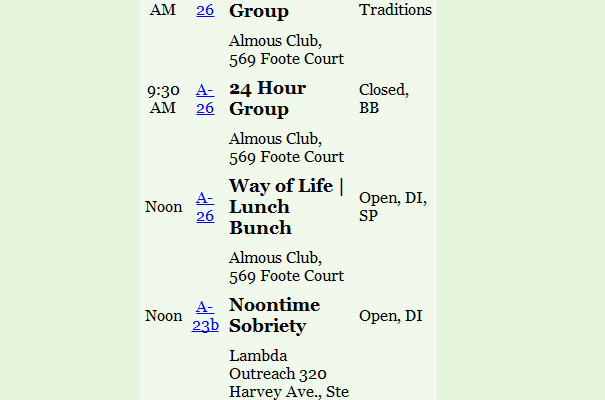 AM 26 Group Traditions
Almous Club,
569 Foote Court
9:30 A- 24 Hour Closed,
AM 26 Group BB
Almous Club,
569 Foote Court
Way of Life |
Noon A- Lunch Open, DI,
26 Bunch SP
Almous Club,
569 Foote Court
Noon A- Noontime Open, DI
23b Sobriety
Lambda
Outreach 320
Harvey Ave., Ste